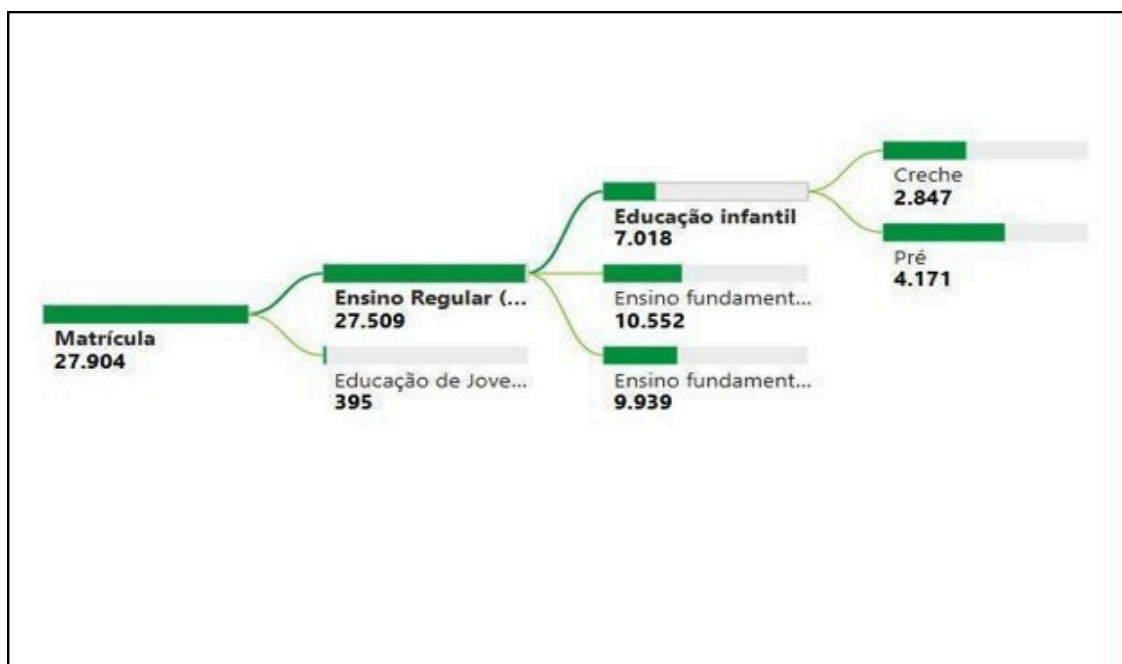 Matrícula
27.904
Ensino Regular (...
27.509
Educação de Jove...
395
Educação infantil
7.018
Ensino fundament...
10.552
Ensino fundament...
9.939
Creche
2.847
Pré
4.171